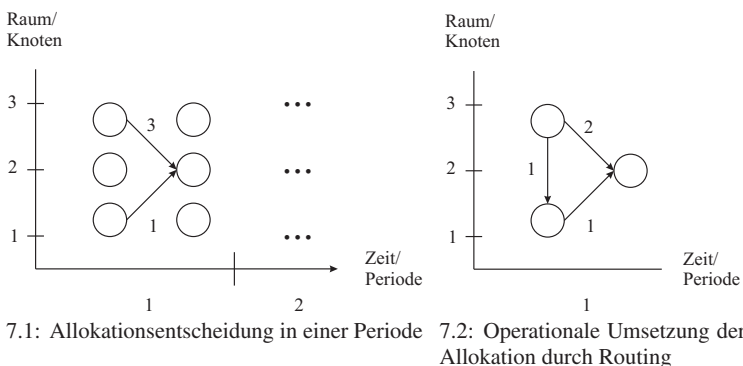 Raum/
Knoten
3
2
1
3
1
...
...
...
Zeit/
Periode
1
2
7.1: Allokationsentscheidung in einer Periode
Raum/
Knoten
3
2
1
2
1
1
Zeit/
Periode
1
7.2: Operationale Umsetzung der
Allokation durch Routing